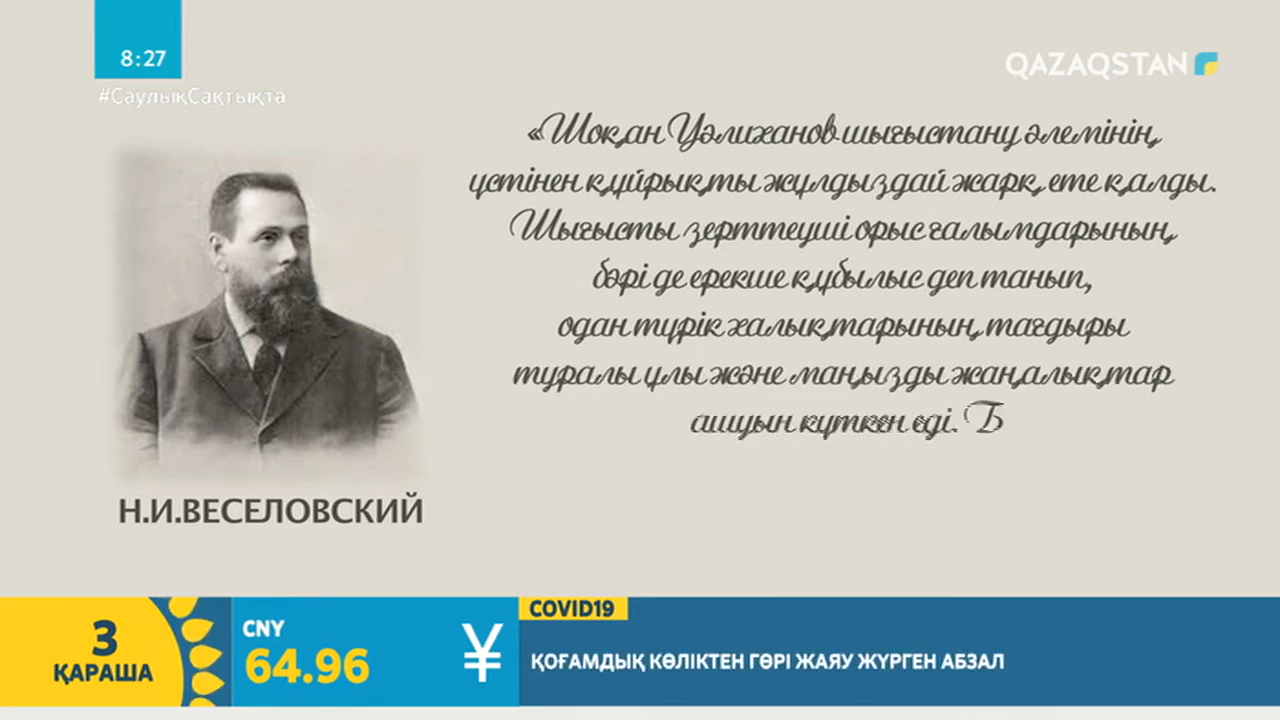 8:27
#СаулықСақтықта
QAZAQSTAN
«Шоқан Уәлиханов шығыстану әлемінің
үстінен құйрықты жұлдыздай жарқ ете қалды.
Шығысты зерттеуші орыс ғалымдарының
бәрі де ерекше құбылыс деп танып,
одан түрік халықтарының тағдыры
туралы ұлы және маңызды жаңалықтар
ашуын күткен еді. Б
Н.И.ВЕСЕЛОВСКИЙ
3
ҚАРАША
CNY
64.96
¥
COVID19
ҚОҒАМДЫҚ КӨЛІКТЕН ГӨРІ ЖАЯУ ЖҮРГЕН АБЗАЛ